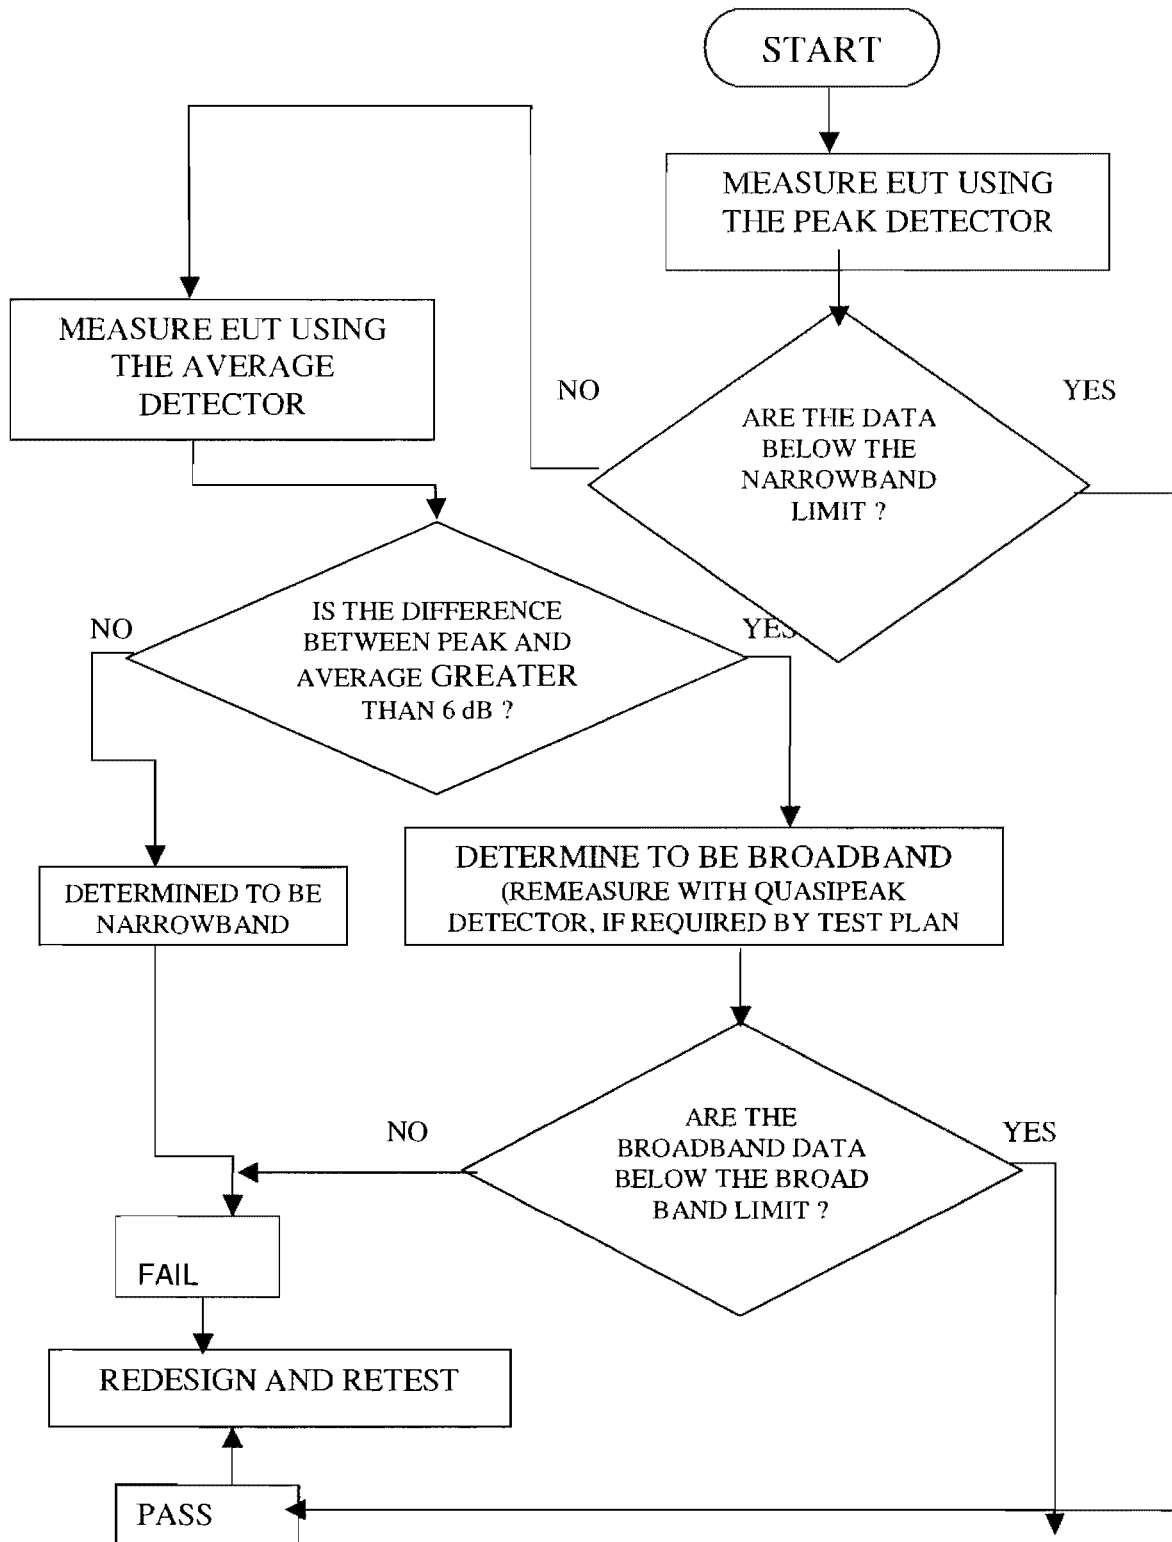 START
MEASURE EUT USING
THE PEAK DETECTOR
MEASURE EUT USING
THE AVERAGE
DETECTOR
NO
YES
ARE THE DATA
BELOW THE
NARROWBAND
LIMIT ?
NO
YES
IS THE DIFFERENCE
BETWEEN PEAK AND
AVERAGE GREATER
THAN 6 dB ?
DETERMINED TO BE
NARROWBAND
DETERMINE TO BE BROADBAND
(REMEASURE WITH QUASIPEAK
DETECTOR, IF REQUIRED BY TEST PLAN
NO
YES
ARE THE
BROADBAND DATA
BELOW THE BROAD
BAND LIMIT ?
FAIL
REDESIGN AND RETEST
PASS